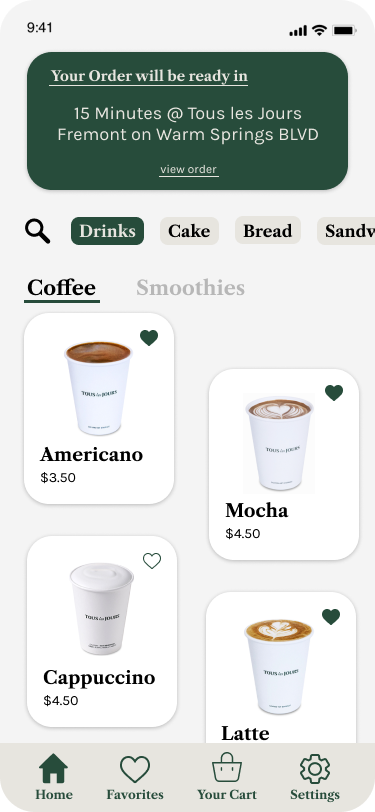 9:41
Your Order will be ready in
15 Minutes @ Tous les Jours
Fremont on Warm Springs BLVD
view order
Drinks
Cake
Bread
Sandw
Coffee
Smoothies
TOUS les JOURS
Americano
$3.50
TOUS les JOURS
Mocha
$4.50
TOUS les JOURS
Cappuccino
$4.50
TOUS les JOURS
Latte
Home
Favorites
Your Cart
Settings